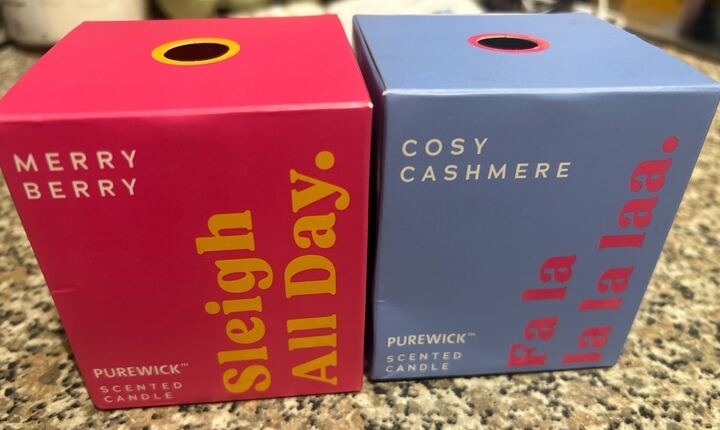 MERRY
BERRY
Sleigh
All Day.
PUREWICK™
SCENTED
CANDLE
COSY
CASHMERE
Fa la
la la laa.
PUREWICK™
SCENTED
CANDLE